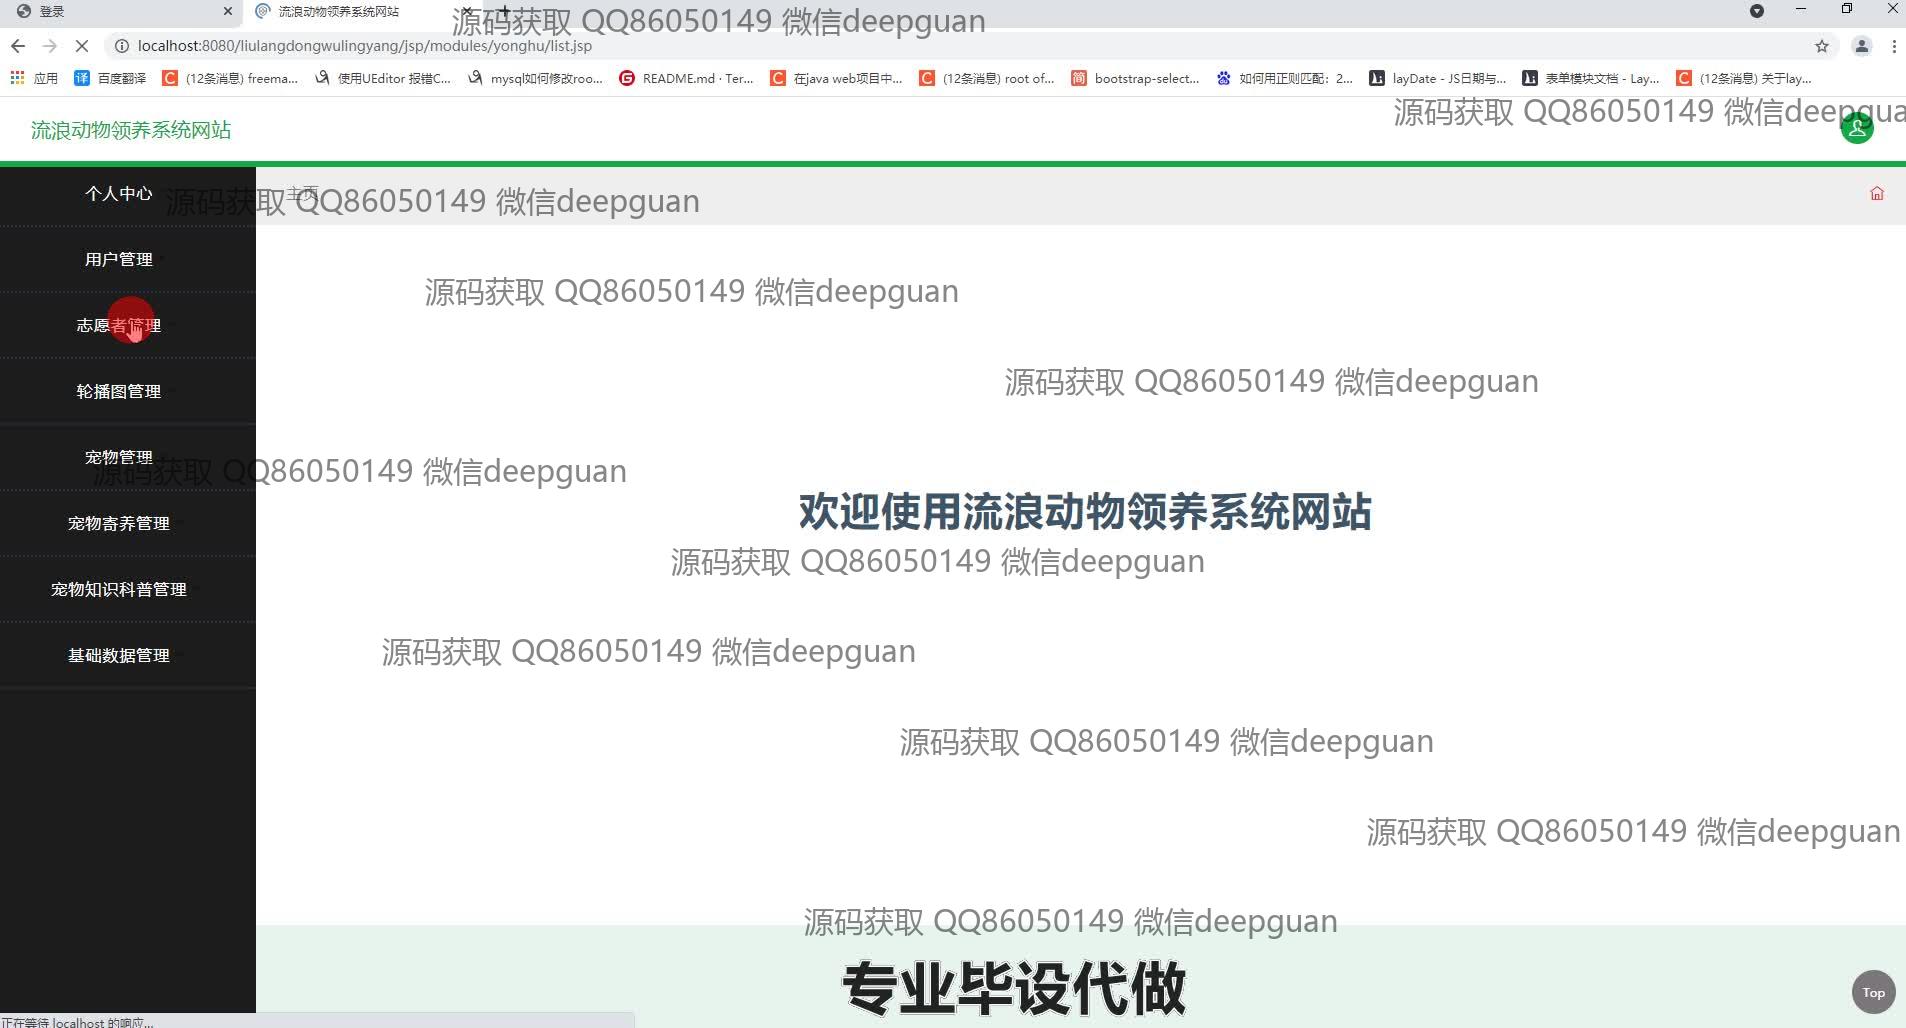 登录
流浪动物领养系统网站
源码获取 QQ86050149 微信deepguan
localhost:8080/liulangdongwulingyang/jsp/modules/yonghu/list.jsp
应用 百度翻译 (12条消息) freema... 使用UEditor 报错C... mysql如何修改roo... README.md · Ter... 在java web项目中... (12条消息) root of... bootstrap-select... 如何用正则匹配：2... layDate - JS日期与... 表单模块文档 - Lay... (12条消息) 关于lay...
源码获取 QQ86050149 微信deepgua
流浪动物领养系统网站
个人中心
主页
源码获取 QQ86050149 微信deepguan
用户管理
源码获取 QQ86050149 微信deepguan
志愿者管理
源码获取 QQ86050149 微信deepguan
轮播图管理
宠物管理
源码获取 QQ86050149 微信deepguan
欢迎使用流浪动物领养系统网站
宠物寄养管理
源码获取 QQ86050149 微信deepguan
宠物知识科普管理
源码获取 QQ86050149 微信deepguan
基础数据管理
源码获取 QQ86050149 微信deepguan
源码获取 QQ86050149 微信deepguan
源码获取 QQ86050149 微信deepguan
专业毕设代做
Top
正在等待 localhost 的响应...